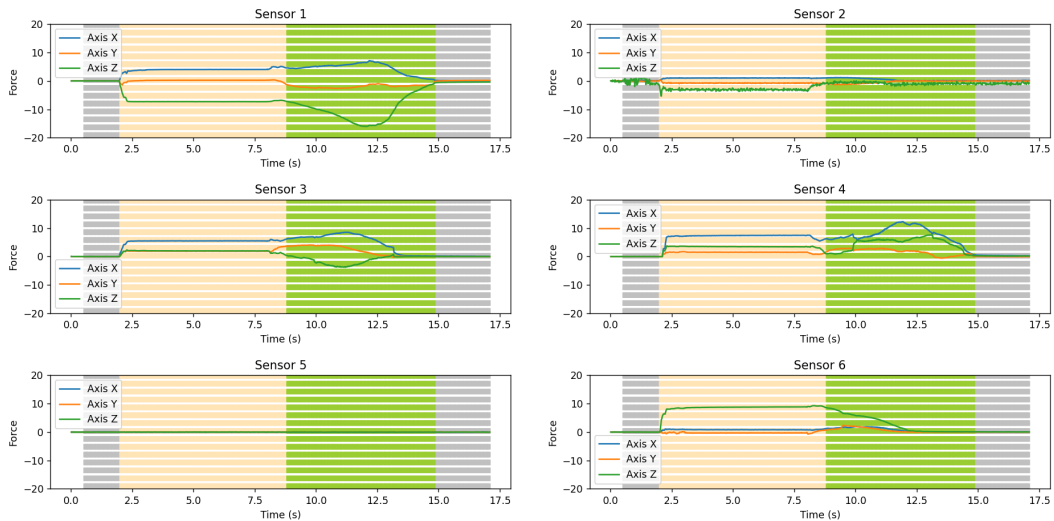 Sensor 1
20
10
0
−10
−20
Force
Axis X
Axis Y
Axis Z
0.0 2.5 5.0 7.5 10.0 12.5 15.0 17.5
Time (s)
Sensor 2
20
10
0
−10
−20
Force
Axis X
Axis Y
Axis Z
0.0 2.5 5.0 7.5 10.0 12.5 15.0 17.5
Time (s)
Sensor 3
20
10
0
−10
−20
Force
Axis X
Axis Y
Axis Z
0.0 2.5 5.0 7.5 10.0 12.5 15.0 17.5
Time (s)
Sensor 4
20
10
0
−10
−20
Force
Axis X
Axis Y
Axis Z
0.0 2.5 5.0 7.5 10.0 12.5 15.0 17.5
Time (s)
Sensor 5
20
10
0
−10
−20
Force
Axis X
Axis Y
Axis Z
0.0 2.5 5.0 7.5 10.0 12.5 15.0 17.5
Time (s)
Sensor 6
20
10
0
−10
−20
Force
Axis X
Axis Y
Axis Z
0.0 2.5 5.0 7.5 10.0 12.5 15.0 17.5
Time (s)